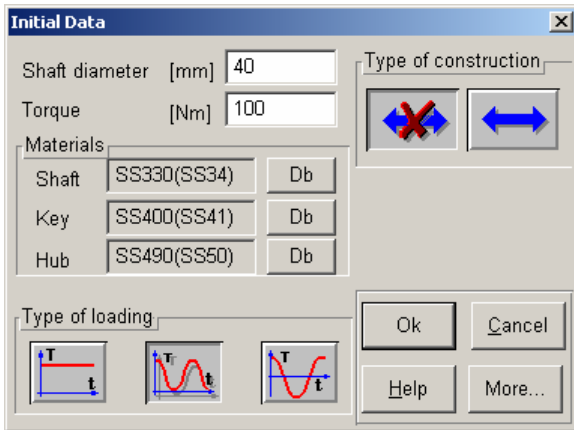 Initial Data
Shaft diameter [mm] 40
Torque [Nm] 100
Type of construction
Materials
Shaft SS330(SS34) Db
Key SS400(SS41) Db
Hub SS490(SS50) Db
Type of loading
T t
T T t
T t
Ok Cancel
Help More...